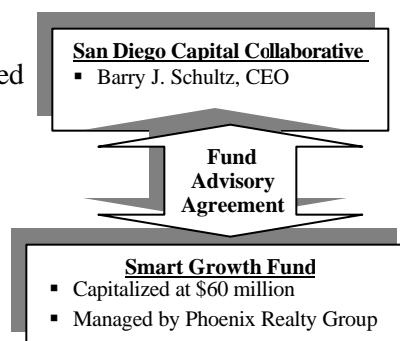 San Diego Capital Collaborative
ed
▪ Barry J. Schultz, CEO
Fund
Advisory
Agreement
Smart Growth Fund
▪ Capitalized at $60 million
▪ Managed by Phoenix Realty Group